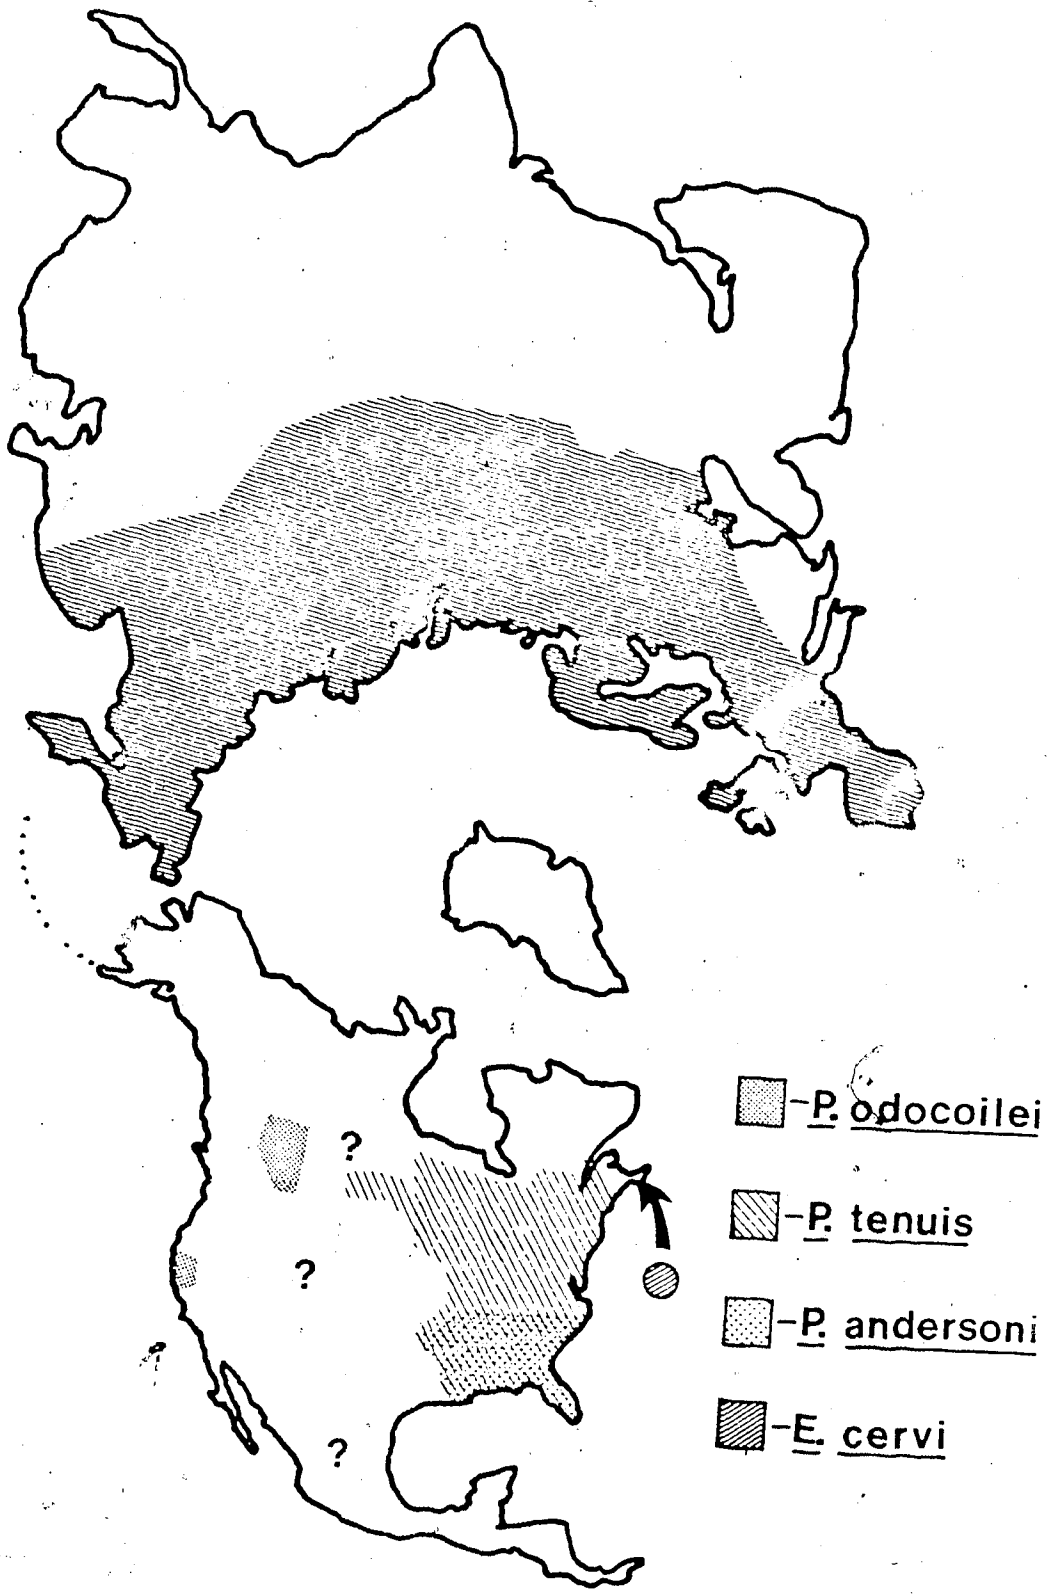 ?
-P. odocoilei
-P. tenuis
?
-P. andersoni
-E. cervi
?